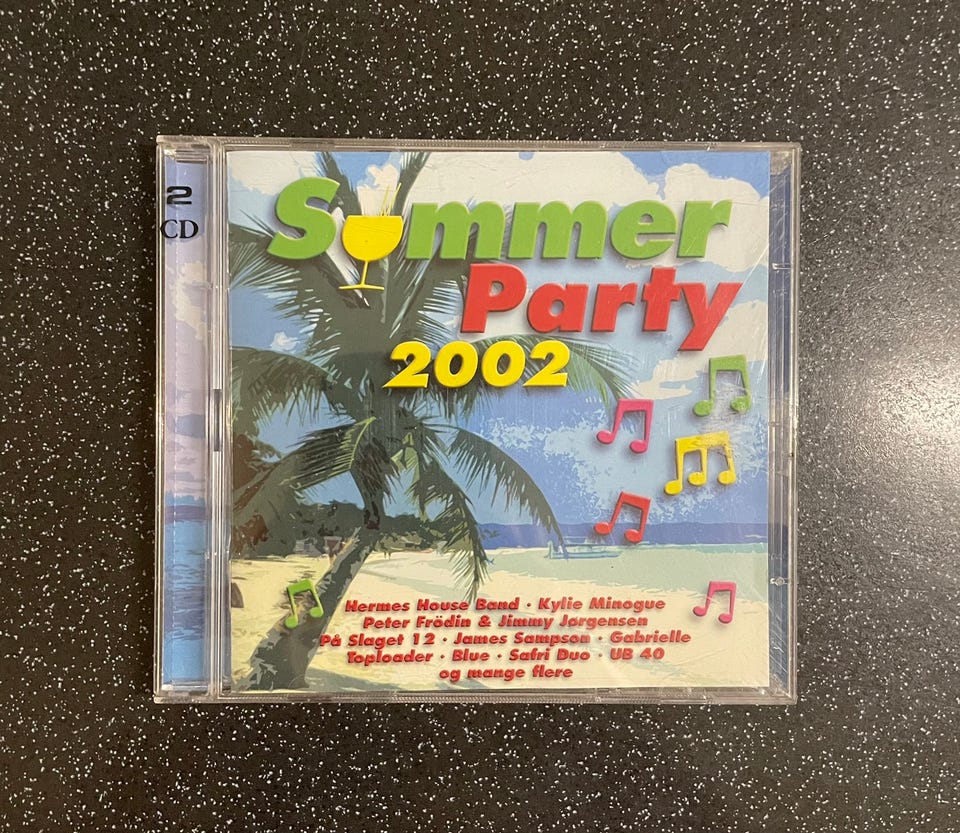 2
CD
Summer
Party
2002
Hermes House Band · Kylie Minogue
Peter Frödin & Jimmy Jørgensen
På Slaget 12 · James Sampson · Gabrielle
Toploader · Blue · Safri Duo · UB 40
og mange flere